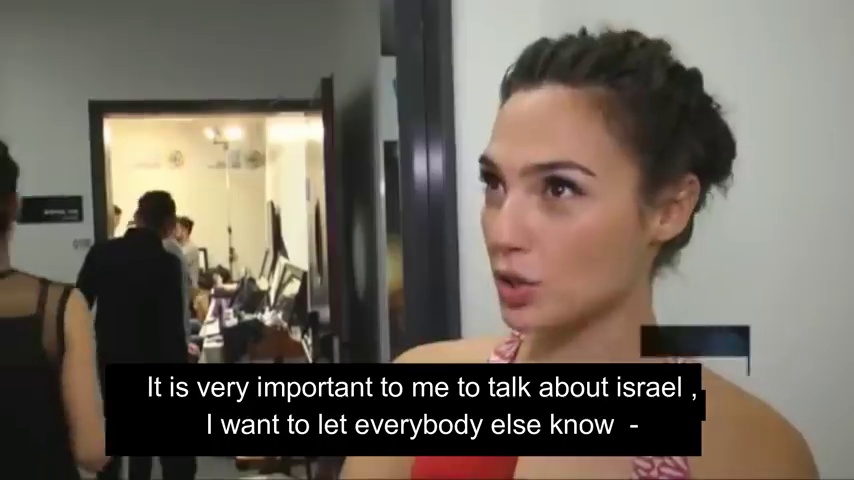 It is very important to me to talk about israel ,
I want to let everybody else know -